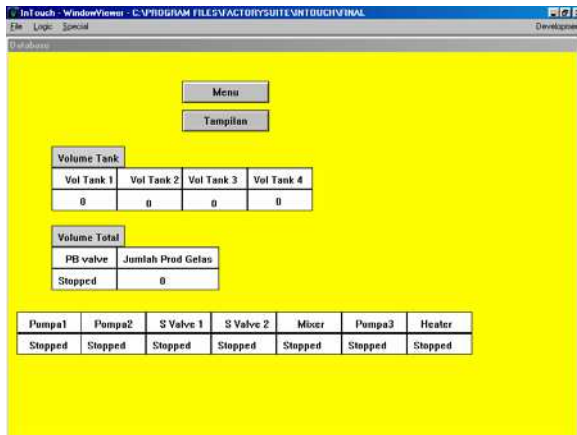 InTouch - WindowViewer - C:\PROGRAM FILES\FACTORYSUITE\INTOUCH\FINAL
File Logic Special Development
Database
Menu
Tampilan
Volume Tank
Vol Tank 1 Vol Tank 2 Vol Tank 3 Vol Tank 4
0 0 0 0
Volume Total
PB valve Jumlah Prod Gelas
Stopped 0
Pompa1 Pompa2 S Valve 1 S Valve 2 Mixer Pompa3 Heater
Stopped Stopped Stopped Stopped Stopped Stopped Stopped